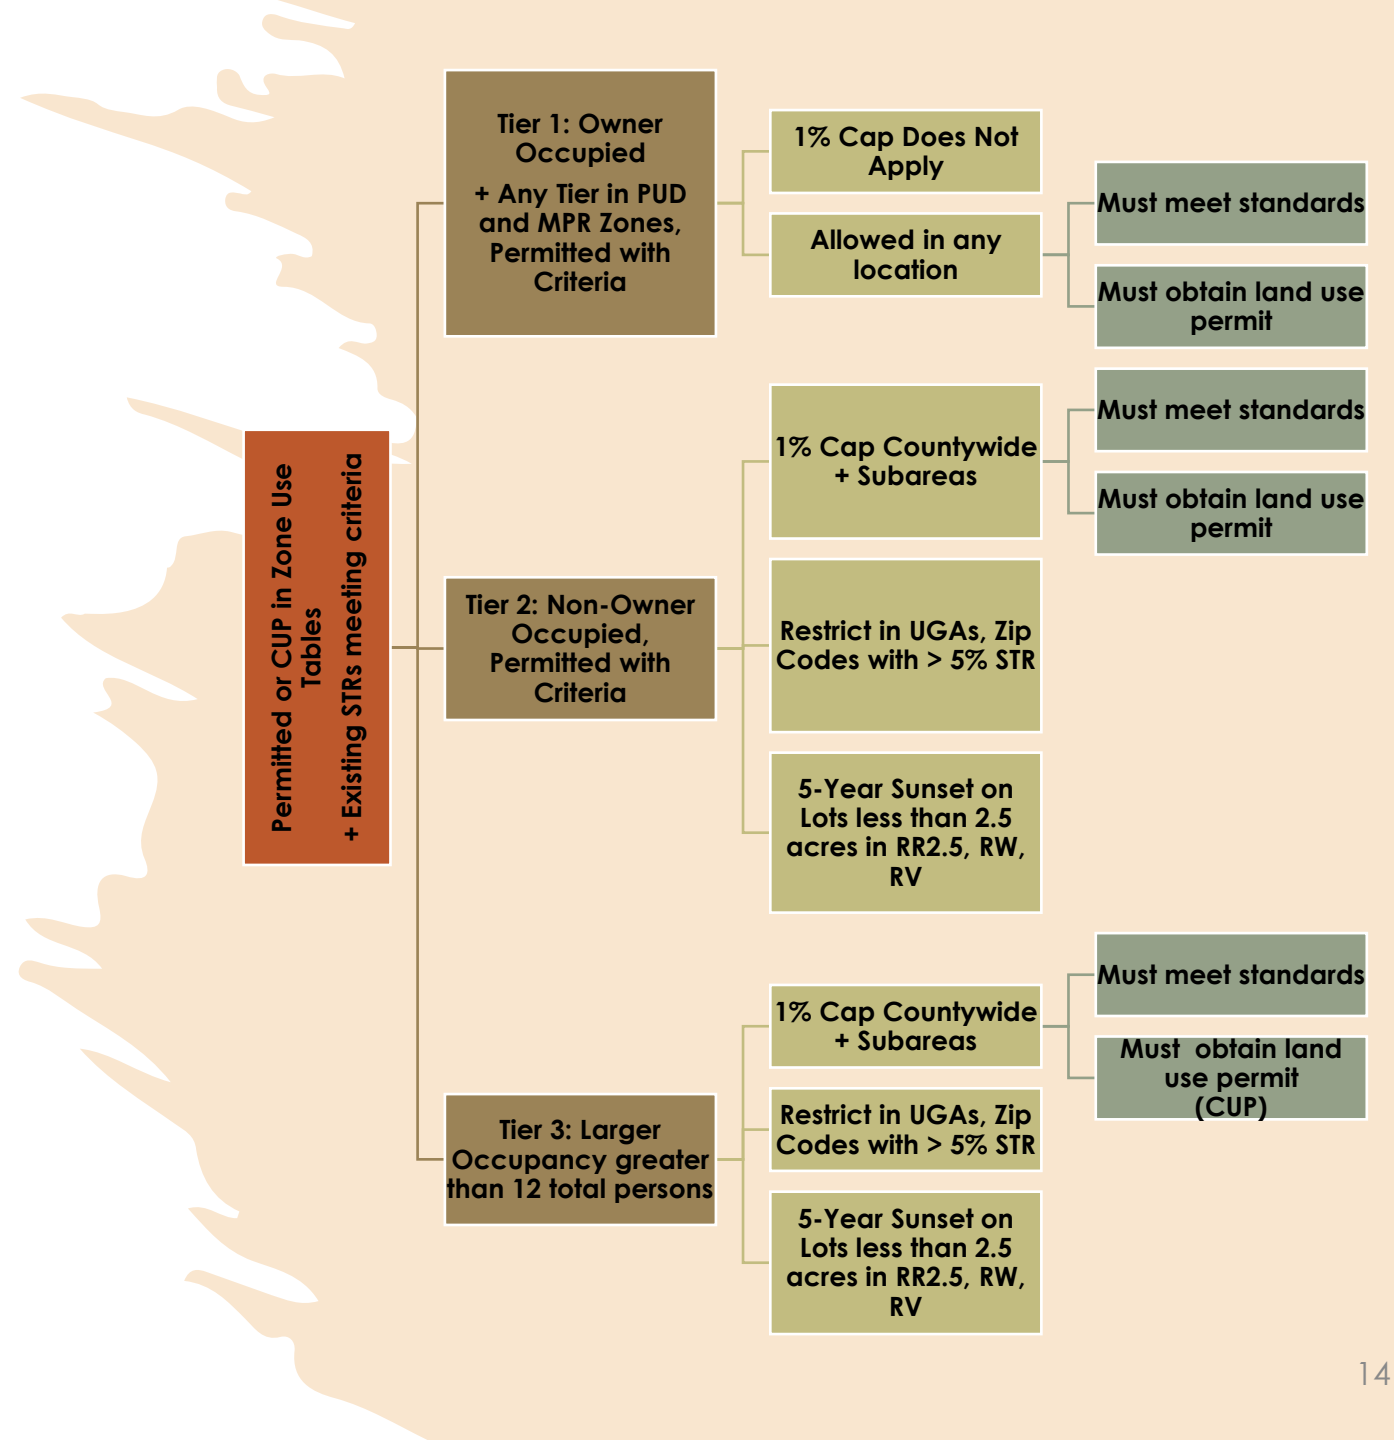 Permitted or CUP in Zone Use
Tables
+ Existing STRs meeting criteria
Tier 1: Owner
Occupied
+ Any Tier in PUD
and MPR Zones,
Permitted with
Criteria
1% Cap Does Not
Apply
Allowed in any
location
Must meet standards
Must obtain land use
permit
Tier 2: Non-Owner
Occupied,
Permitted with
Criteria
1% Cap Countywide
+ Subareas
Must meet standards
Must obtain land use
permit
Restrict in UGAs, Zip
Codes with > 5% STR
5-Year Sunset on
Lots less than 2.5
acres in RR2.5, RW,
RV
Tier 3: Larger
Occupancy greater
than 12 total persons
1% Cap Countywide
+ Subareas
Must meet standards
Must obtain land
use permit
(CUP)
Restrict in UGAs, Zip
Codes with > 5% STR
5-Year Sunset on
Lots less than 2.5
acres in RR2.5, RW,
RV
14